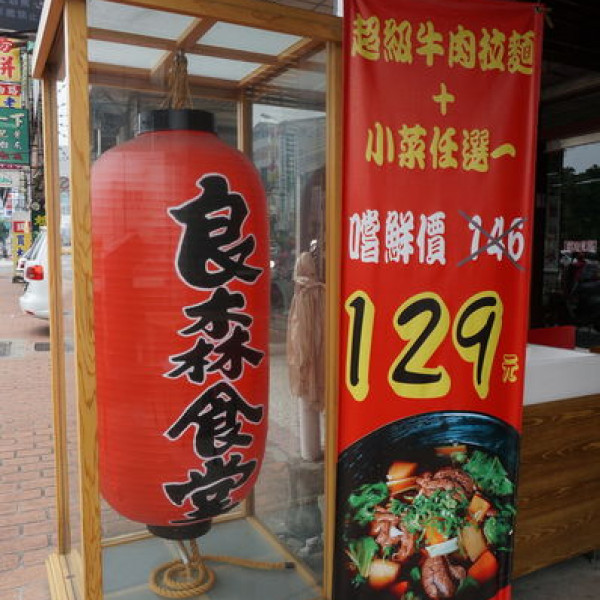 良森食堂
超級牛肉拉麵
+
小菜任選一
嚐鮮價 146
129元